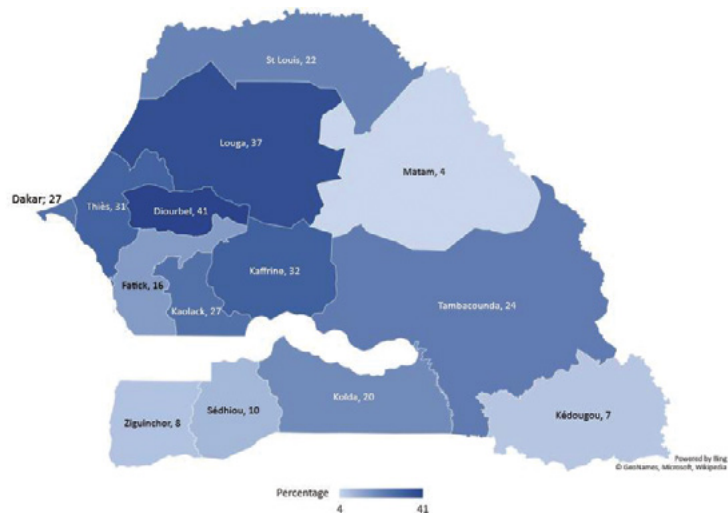 St Louis, 22
Louga, 37
Matam, 4
Dakar; 27
Thiès, 31
Diourbel, 41
Kaffrine, 32
Fatick, 16
Kaolack, 27
Tambacounda, 24
Kolda, 20
Sédhiou, 10
Ziguinchor, 8
Kédougou, 7
Powered by Bing
© GeoNames, Microsoft, Wikipedia
Percentage
4
41